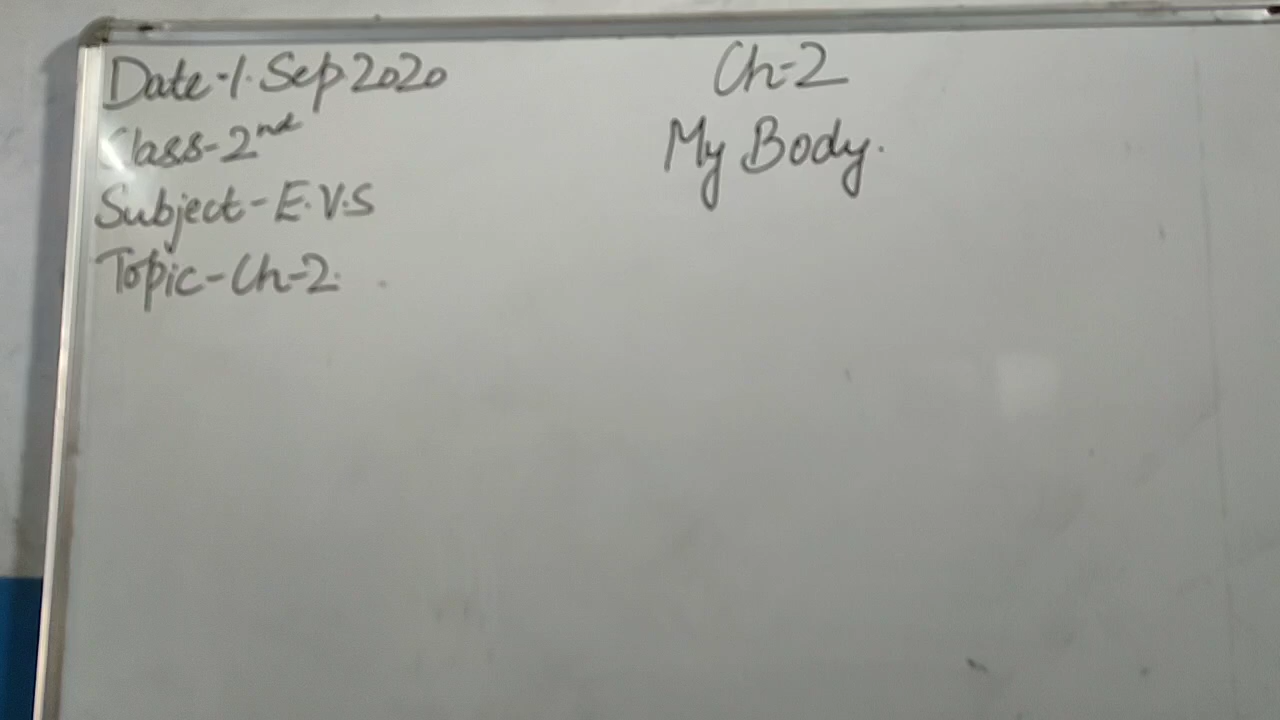 Date-1.Sep.2020
Class-2nd
Subject-E.V.S
Topic-Ch-2.
Ch-2
My Body.